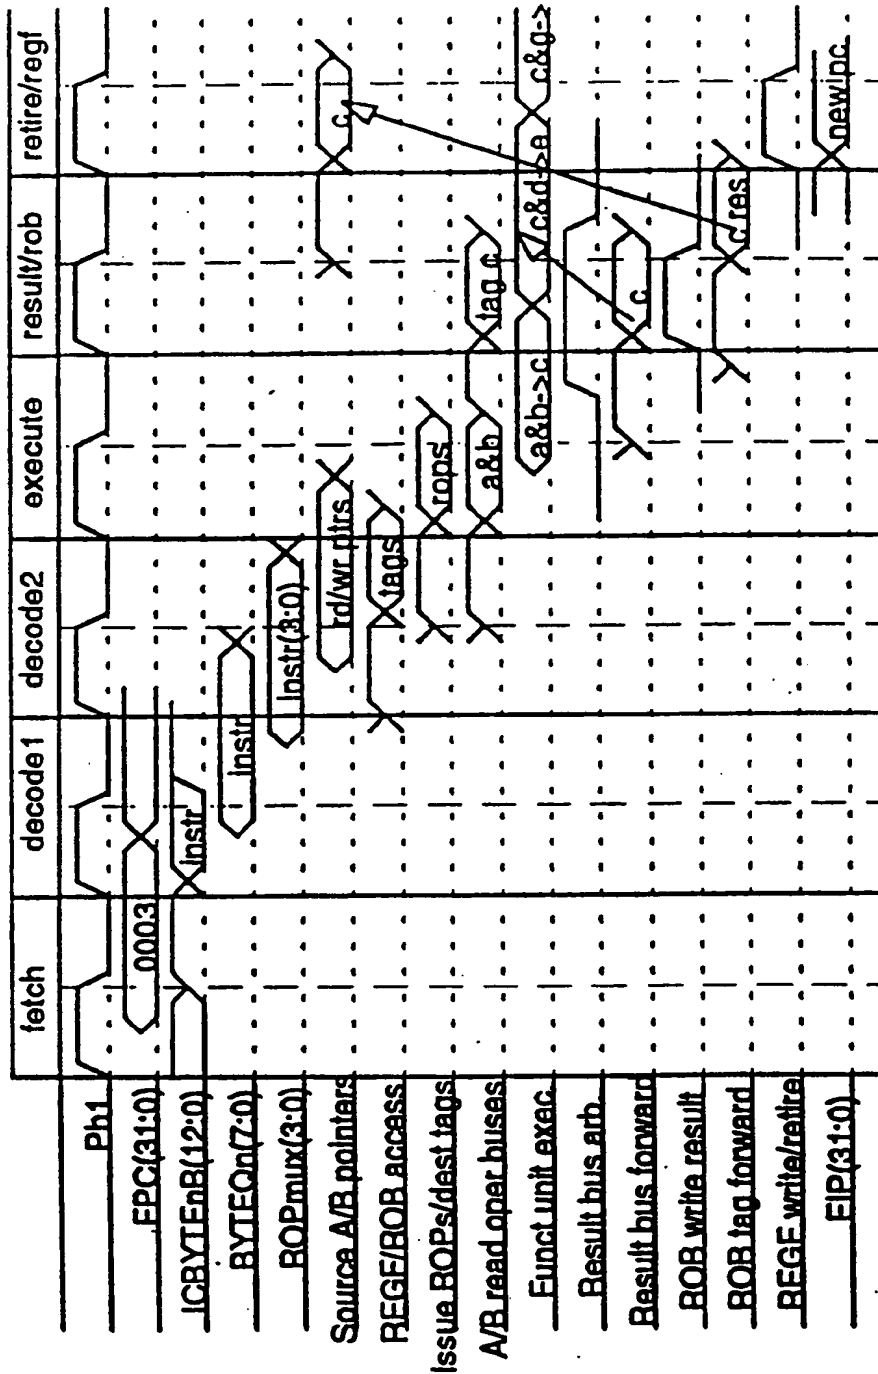 fetch decode1 decode2 execute result/rob retire/regf
Ph1
FPC(31:0) 0003
ICBYTEnB(12:0) instr
BYTEQn(7:0) instr
ROPmux(3:0) Instr(3:0)
Source A/B pointers rd/wr ptrs c
REGF/ROB access tags
Issue ROPs/dest tags rops
A/B read oper buses a&b tag c
Funct unit exec. a&b->c c&d->e c&g->
Result bus arb
Result bus forward c
ROB write result
ROB tag forward c res
REGF write/retire
EIP(31:0) new ipc